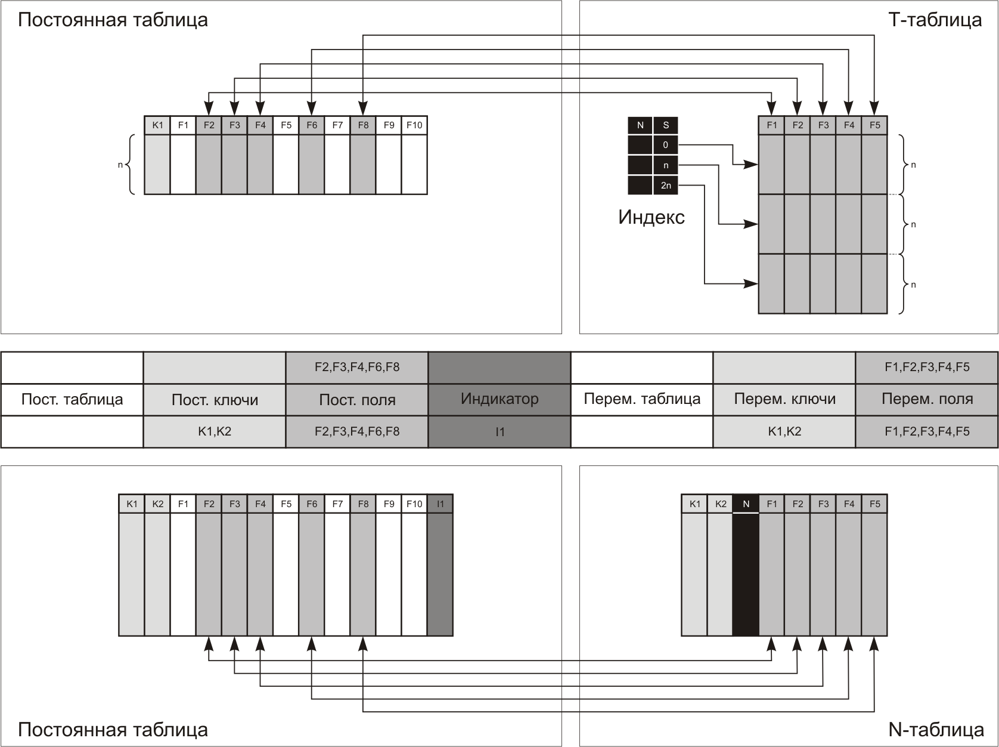 Постоянная таблица
T-таблица
K1 F1 F2 F3 F4 F5 F6 F7 F8 F9 F10
N S
F1 F2 F3 F4 F5
0
n
n
n
2n
Индекс
n
n
F2,F3,F4,F6,F8
F1,F2,F3,F4,F5
Пост. таблица Пост. ключи Пост. поля Индикатор Перем. таблица Перем. ключи Перем. поля
K1,K2 F2,F3,F4,F6,F8 I1 K1,K2 F1,F2,F3,F4,F5
K1 K2 F1 F2 F3 F4 F5 F6 F7 F8 F9 F10 I1
K1 K2 N F1 F2 F3 F4 F5
Постоянная таблица
N-таблица